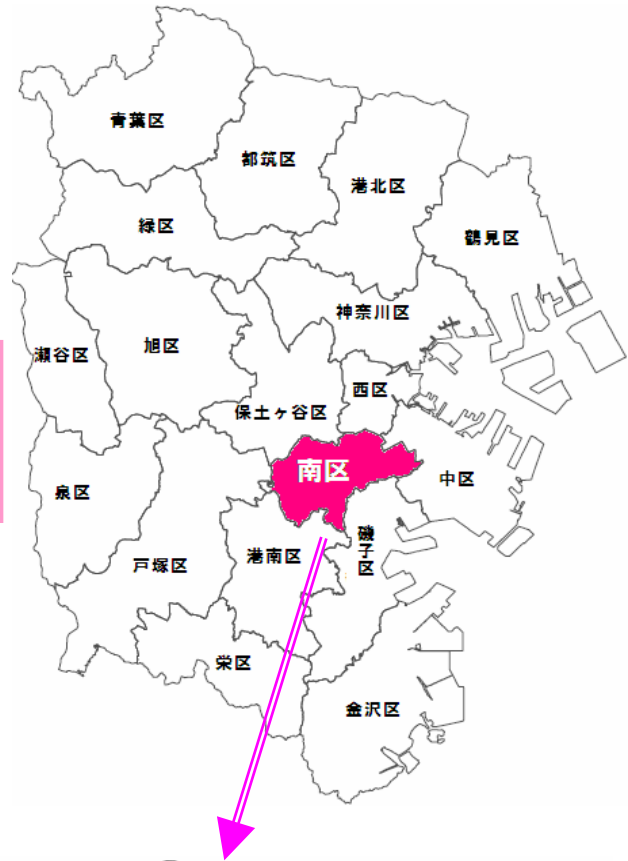 青葉区
都筑区
港北区
緑区
鶴見区
神奈川区
旭区
瀬谷区
西区
保土ヶ谷区
南区
中区
泉区
磯子区
港南区
戸塚区
栄区
金沢区